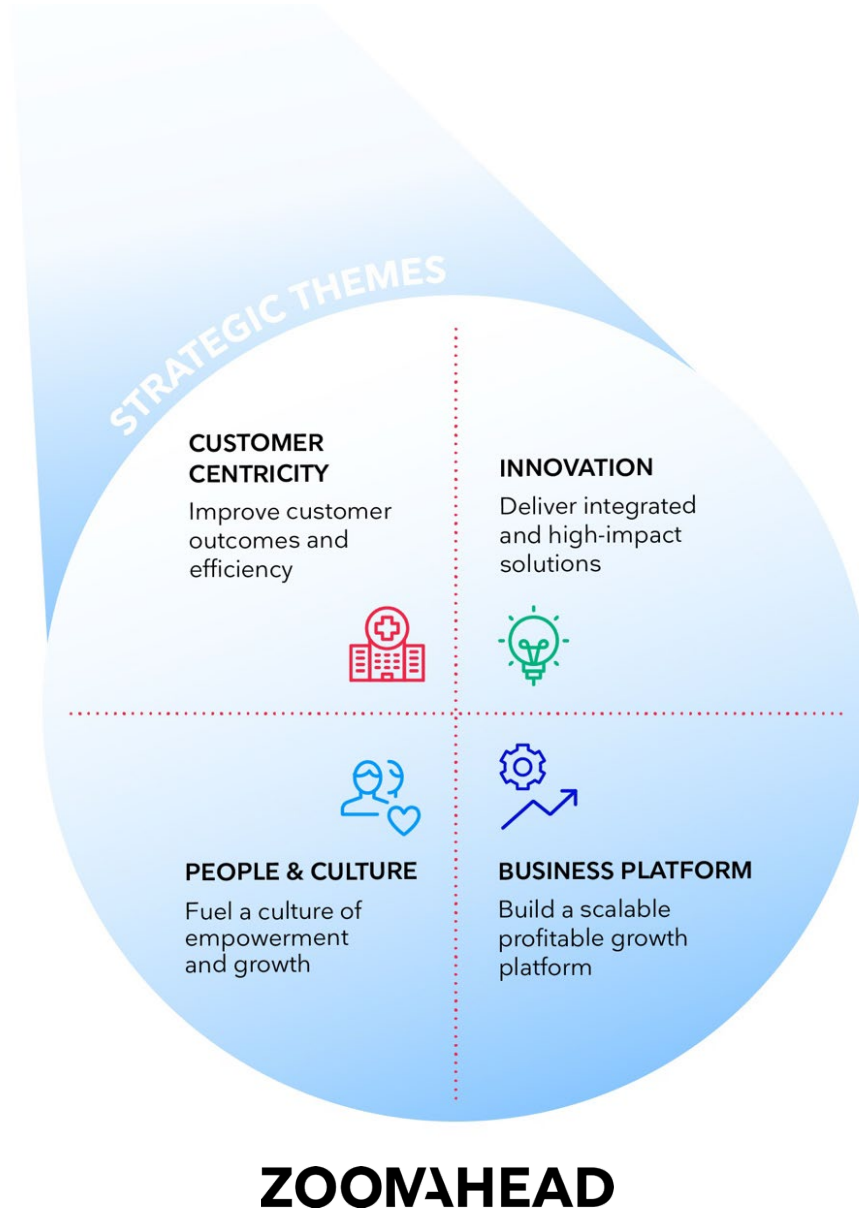 STRATEGIC THEMES
CUSTOMER
CENTRICITY
Improve customer
outcomes and
efficiency
INNOVATION
Deliver integrated
and high-impact
solutions
PEOPLE & CULTURE
Fuel a culture of
empowerment
and growth
BUSINESS PLATFORM
Build a scalable
profitable growth
platform
ZOOMAHEAD